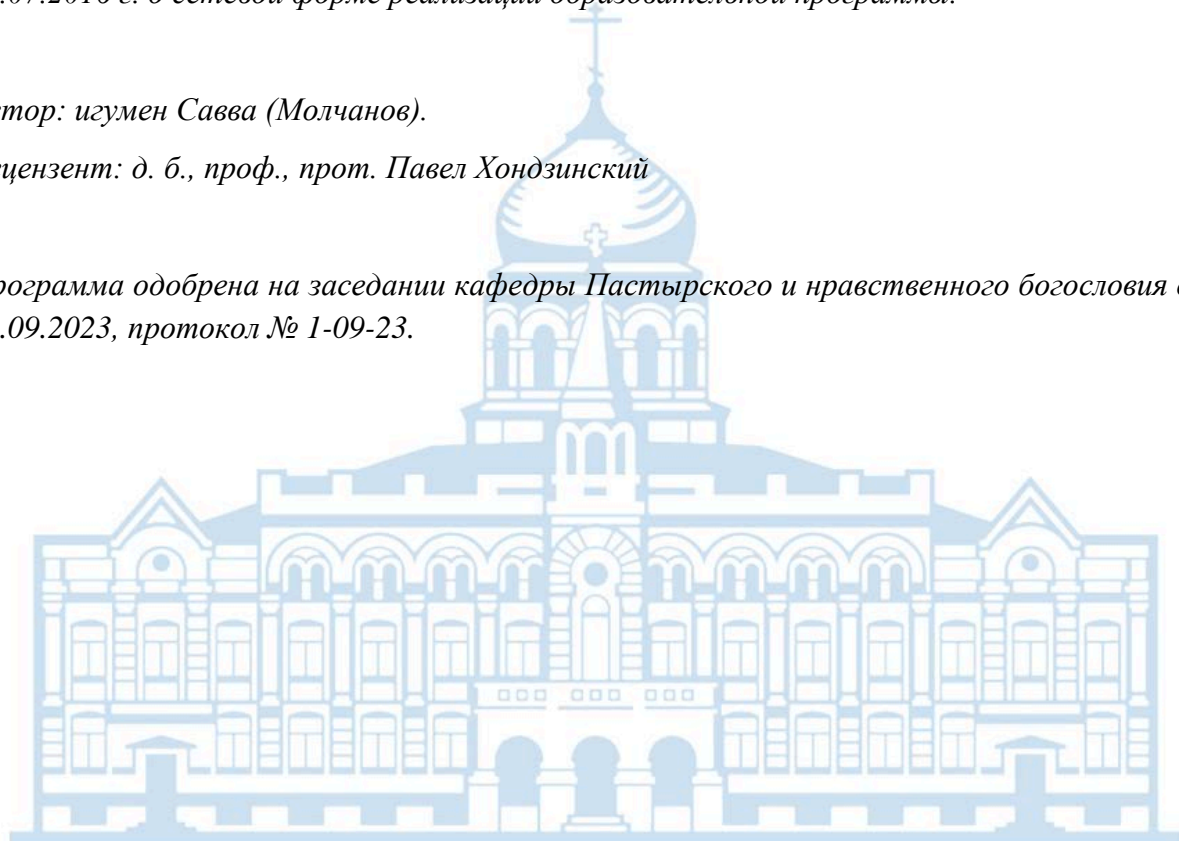 .07.2016 г. о сетевой форме реализации образовательной программы.
тор: игумен Савва (Молчанов).
цензент: д. б., проф., прот. Павел Хондзинский
рограмма одобрена на заседании кафедры Пастырского и нравственного богословия
.09.2023, протокол № 1-09-23.